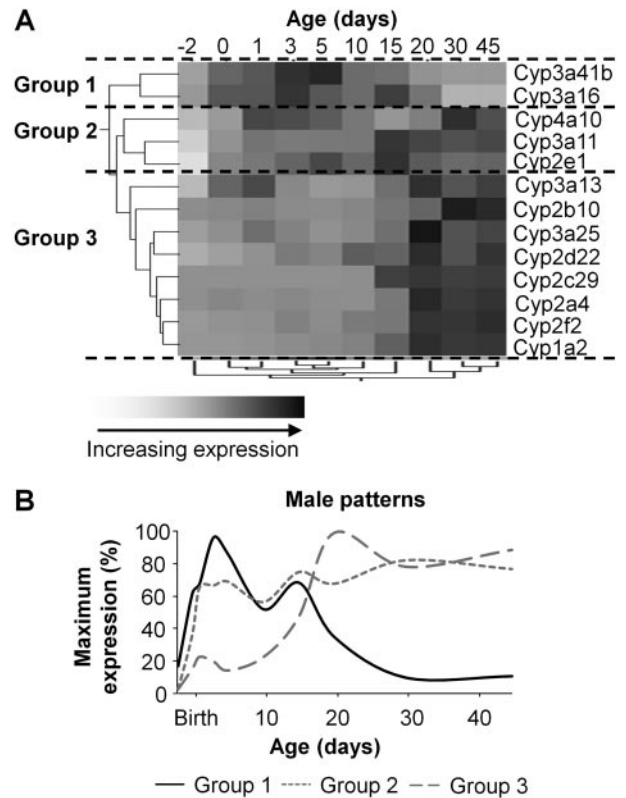 A
Age (days)
-2 0 1 3 5 10 15 20 30 45
Group 1
Cyp3a41b
Cyp3a16
Group 2
Cyp4a10
Cyp3a11
Cyp2e1
Group 3
Cyp3a13
Cyp2b10
Cyp3a25
Cyp2d22
Cyp2c29
Cyp2a4
Cyp2f2
Cyp1a2
Increasing expression
B
Male patterns
Maximum
expression (%)
100
80
60
40
20
0
Birth 10 20 30 40
Age (days)
Group 1 Group 2 Group 3